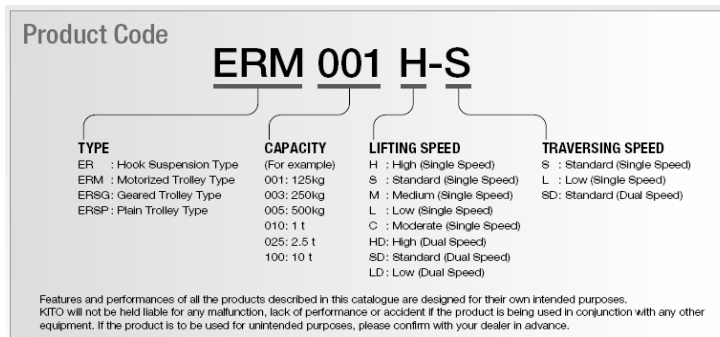 Product Code
ERM 001 H-S
TYPE
ER : Hook Suspension Type
ERM : Motorized Trolley Type
ERSG: Geared Trolley Type
ERSP: Plain Trolley Type
CAPACITY
(For example)
001: 125kg
003: 250kg
005: 500kg
010: 1 t
025: 2.5 t
100: 10 t
LIFTING SPEED
H : High (Single Speed)
S : Standard (Single Speed)
M : Medium (Single Speed)
L : Low (Single Speed)
C : Moderate (Single Speed)
HD: High (Dual Speed)
SD: Standard (Dual Speed)
LD: Low (Dual Speed)
TRAVERSING SPEED
S : Standard (Single Speed)
L : Low (Single Speed)
SD: Standard (Dual Speed)
Features and performances of all the products described in this catalogue are designed for their own intended purposes.
KITO will not be held liable for any malfunction, lack of performance or accident if the product is being used in conjunction with any other
equipment. If the product is to be used for unintended purposes, please confirm with your dealer in advance.